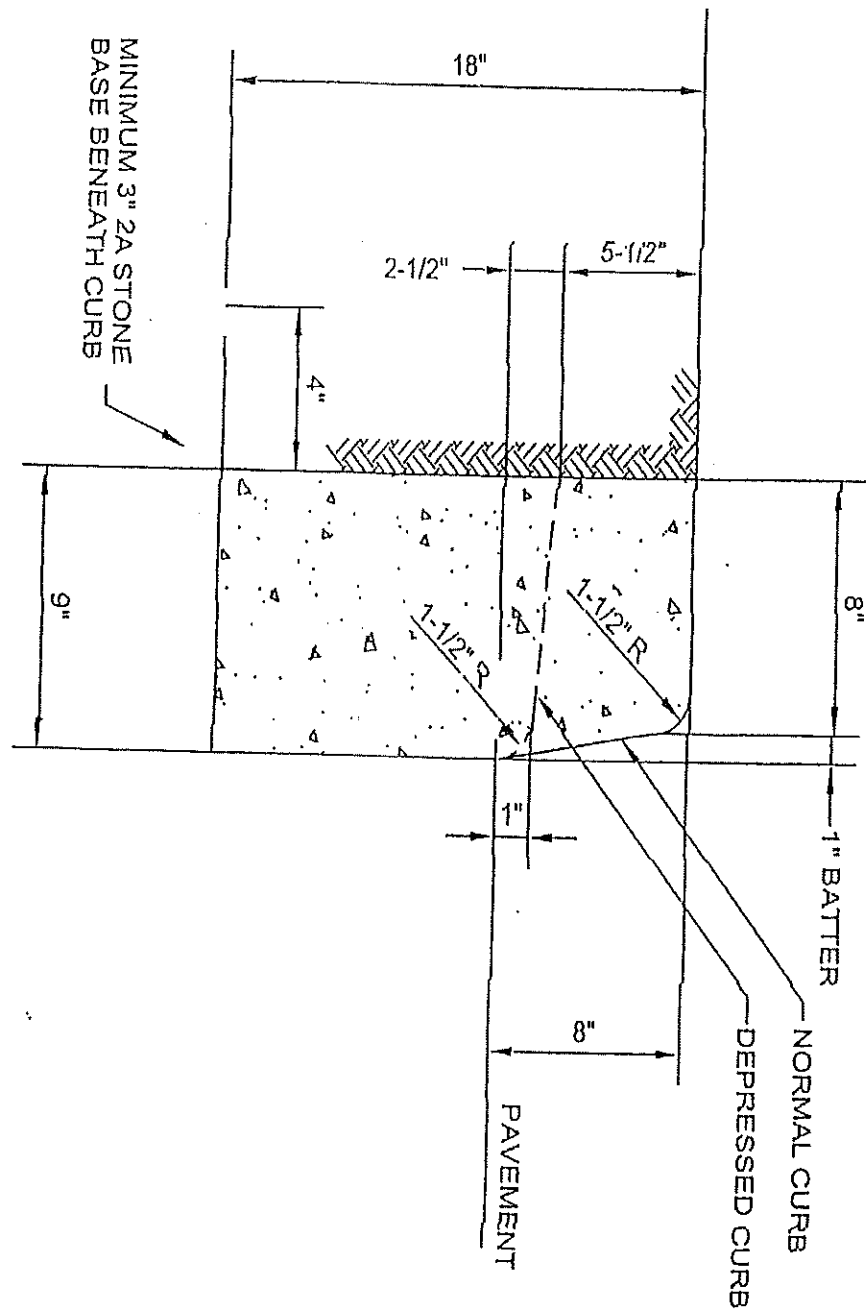 18"
5-1/2"
2-1/2"
4"
MINIMUM 3" 2A STONE
BASE BENEATH CURB
8"
9"
1-1/2" R
1-1/2" R
1" BATTER
1"
NORMAL CURB
DEPRESSED CURB
8"
PAVEMENT